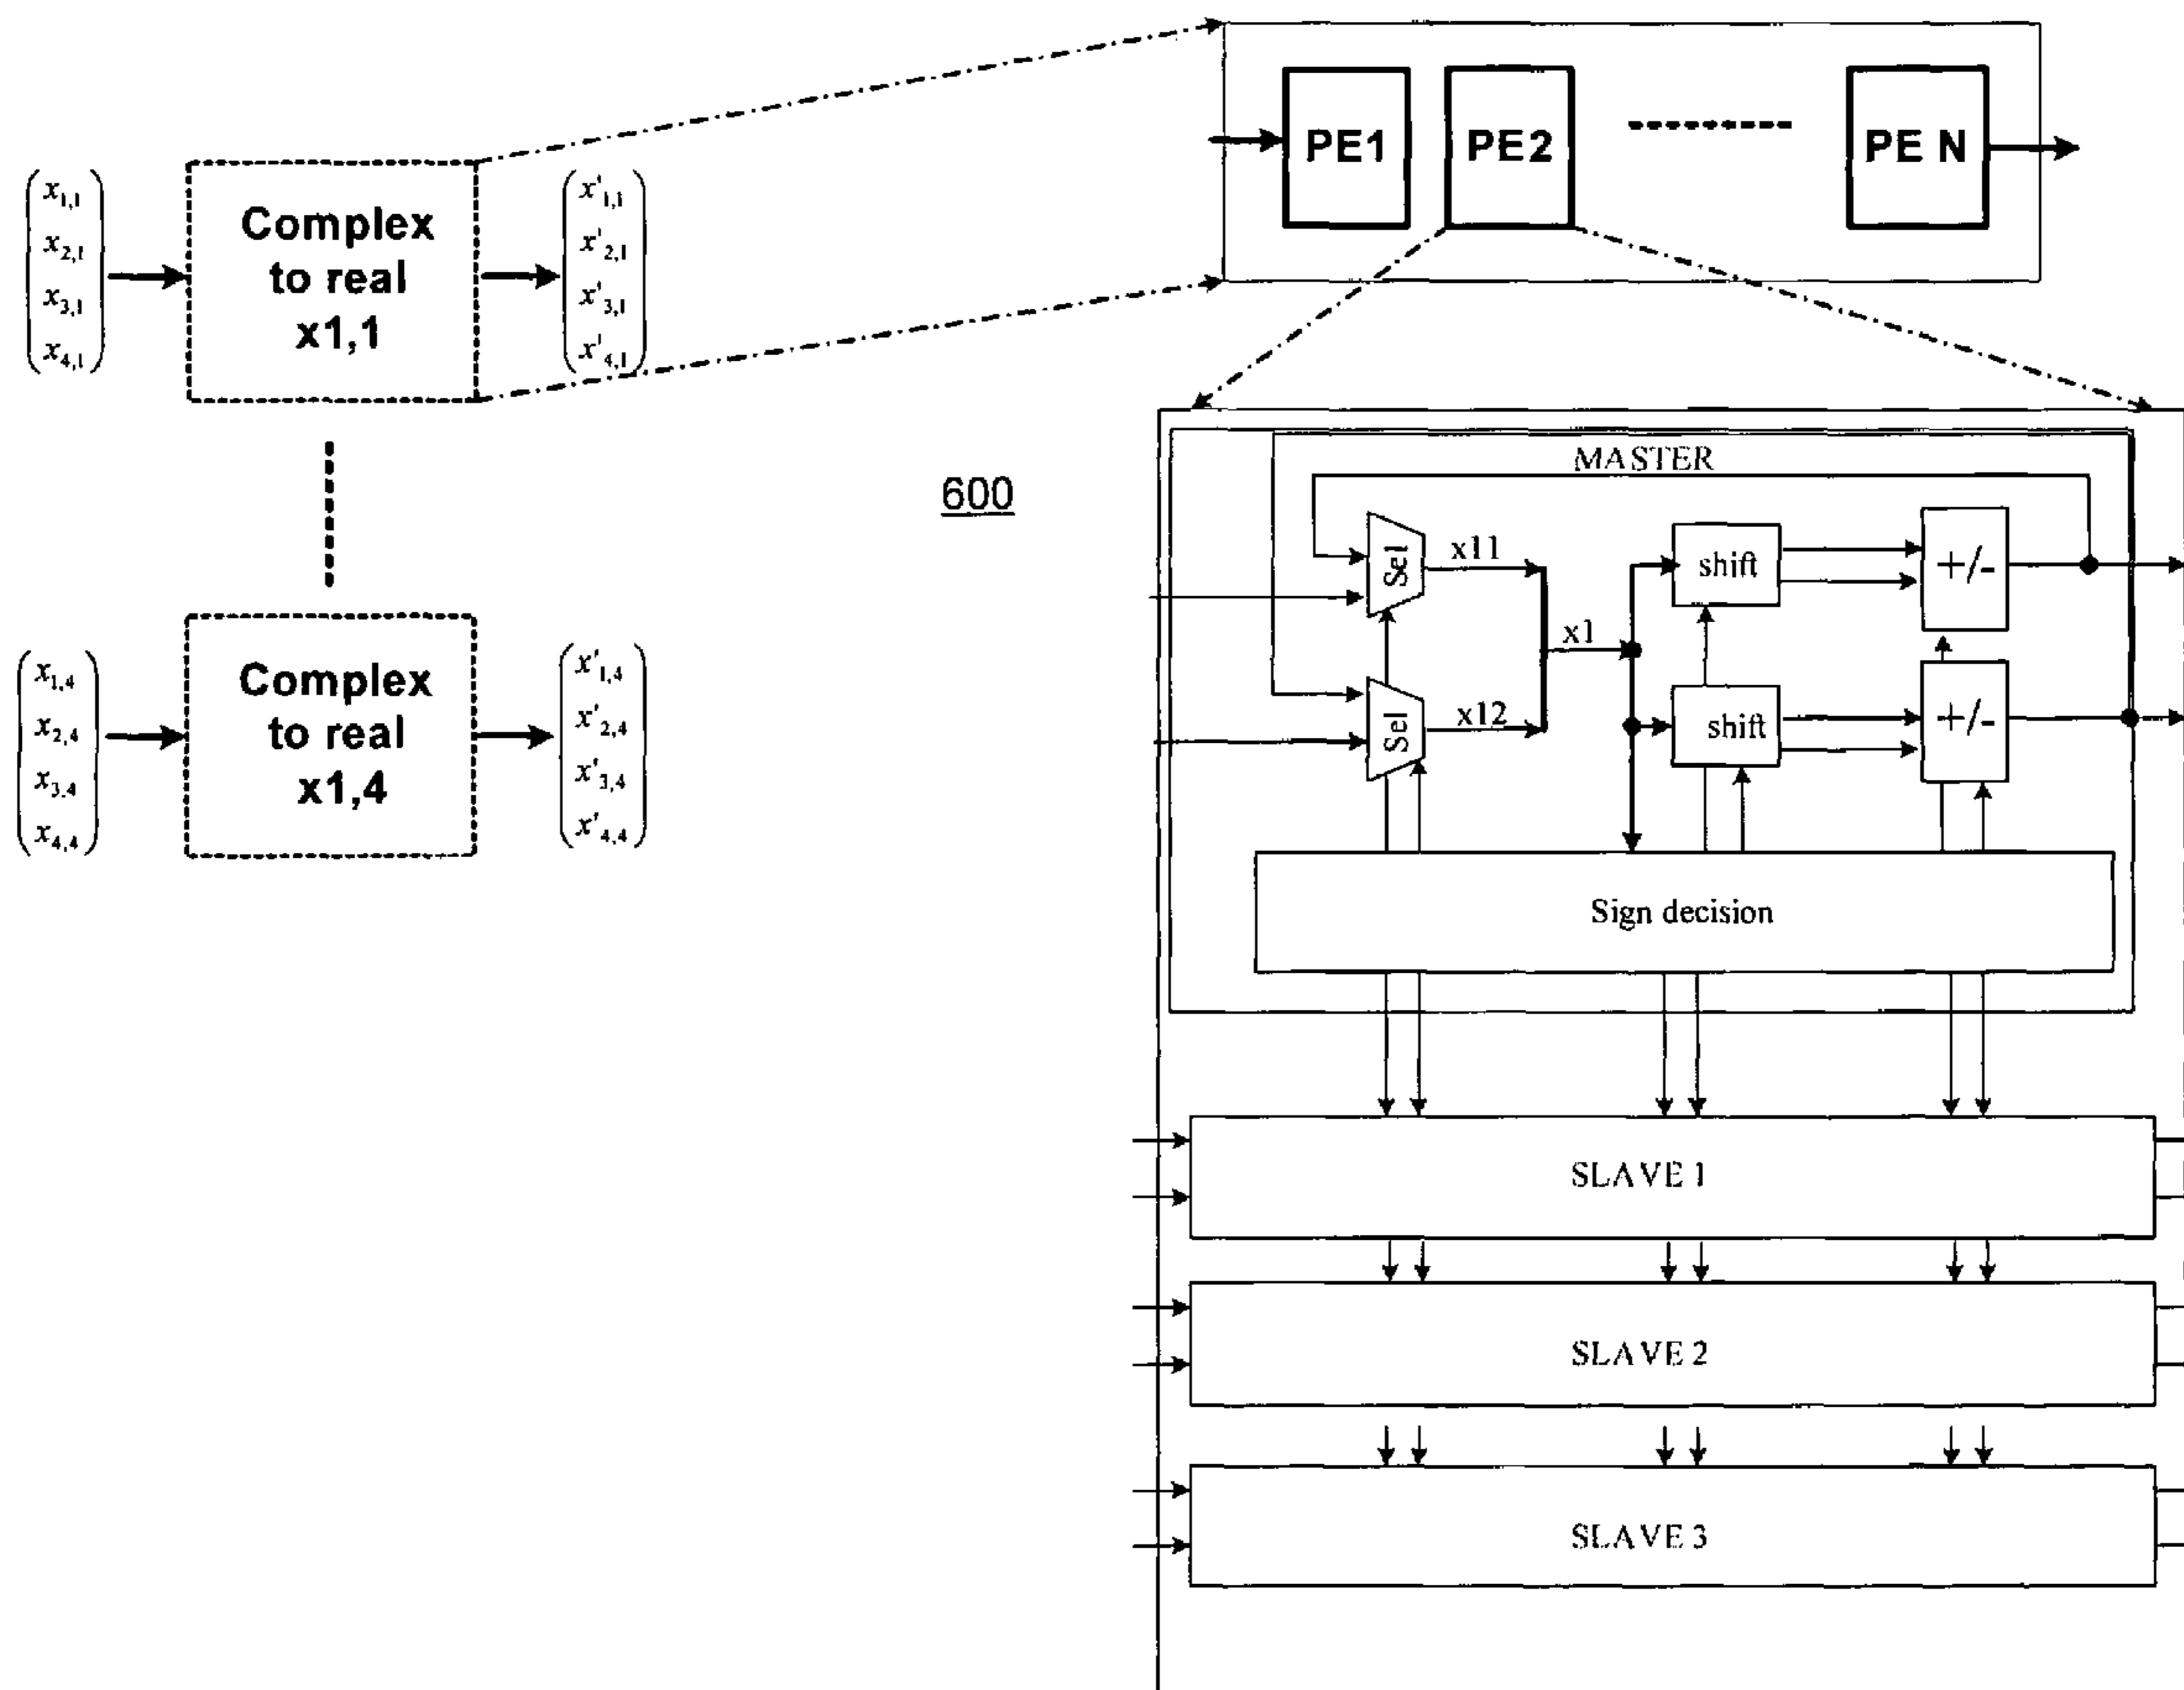 PE1 PE2 PE N
x1,1
x2,1
x3,1
x4,1
Complex
to real
x1,1
x'1,1
x'2,1
x'3,1
x'4,1
600
x1,4
x2,4
x3,4
x4,4
Complex
to real
x1,4
x'1,4
x'2,4
x'3,4
x'4,4
MASTER
Sel
x11
shift
+/-
x1
Sel
x12
shift
+/-
Sign decision
SLAVE 1
SLAVE 2
SLAVE 3